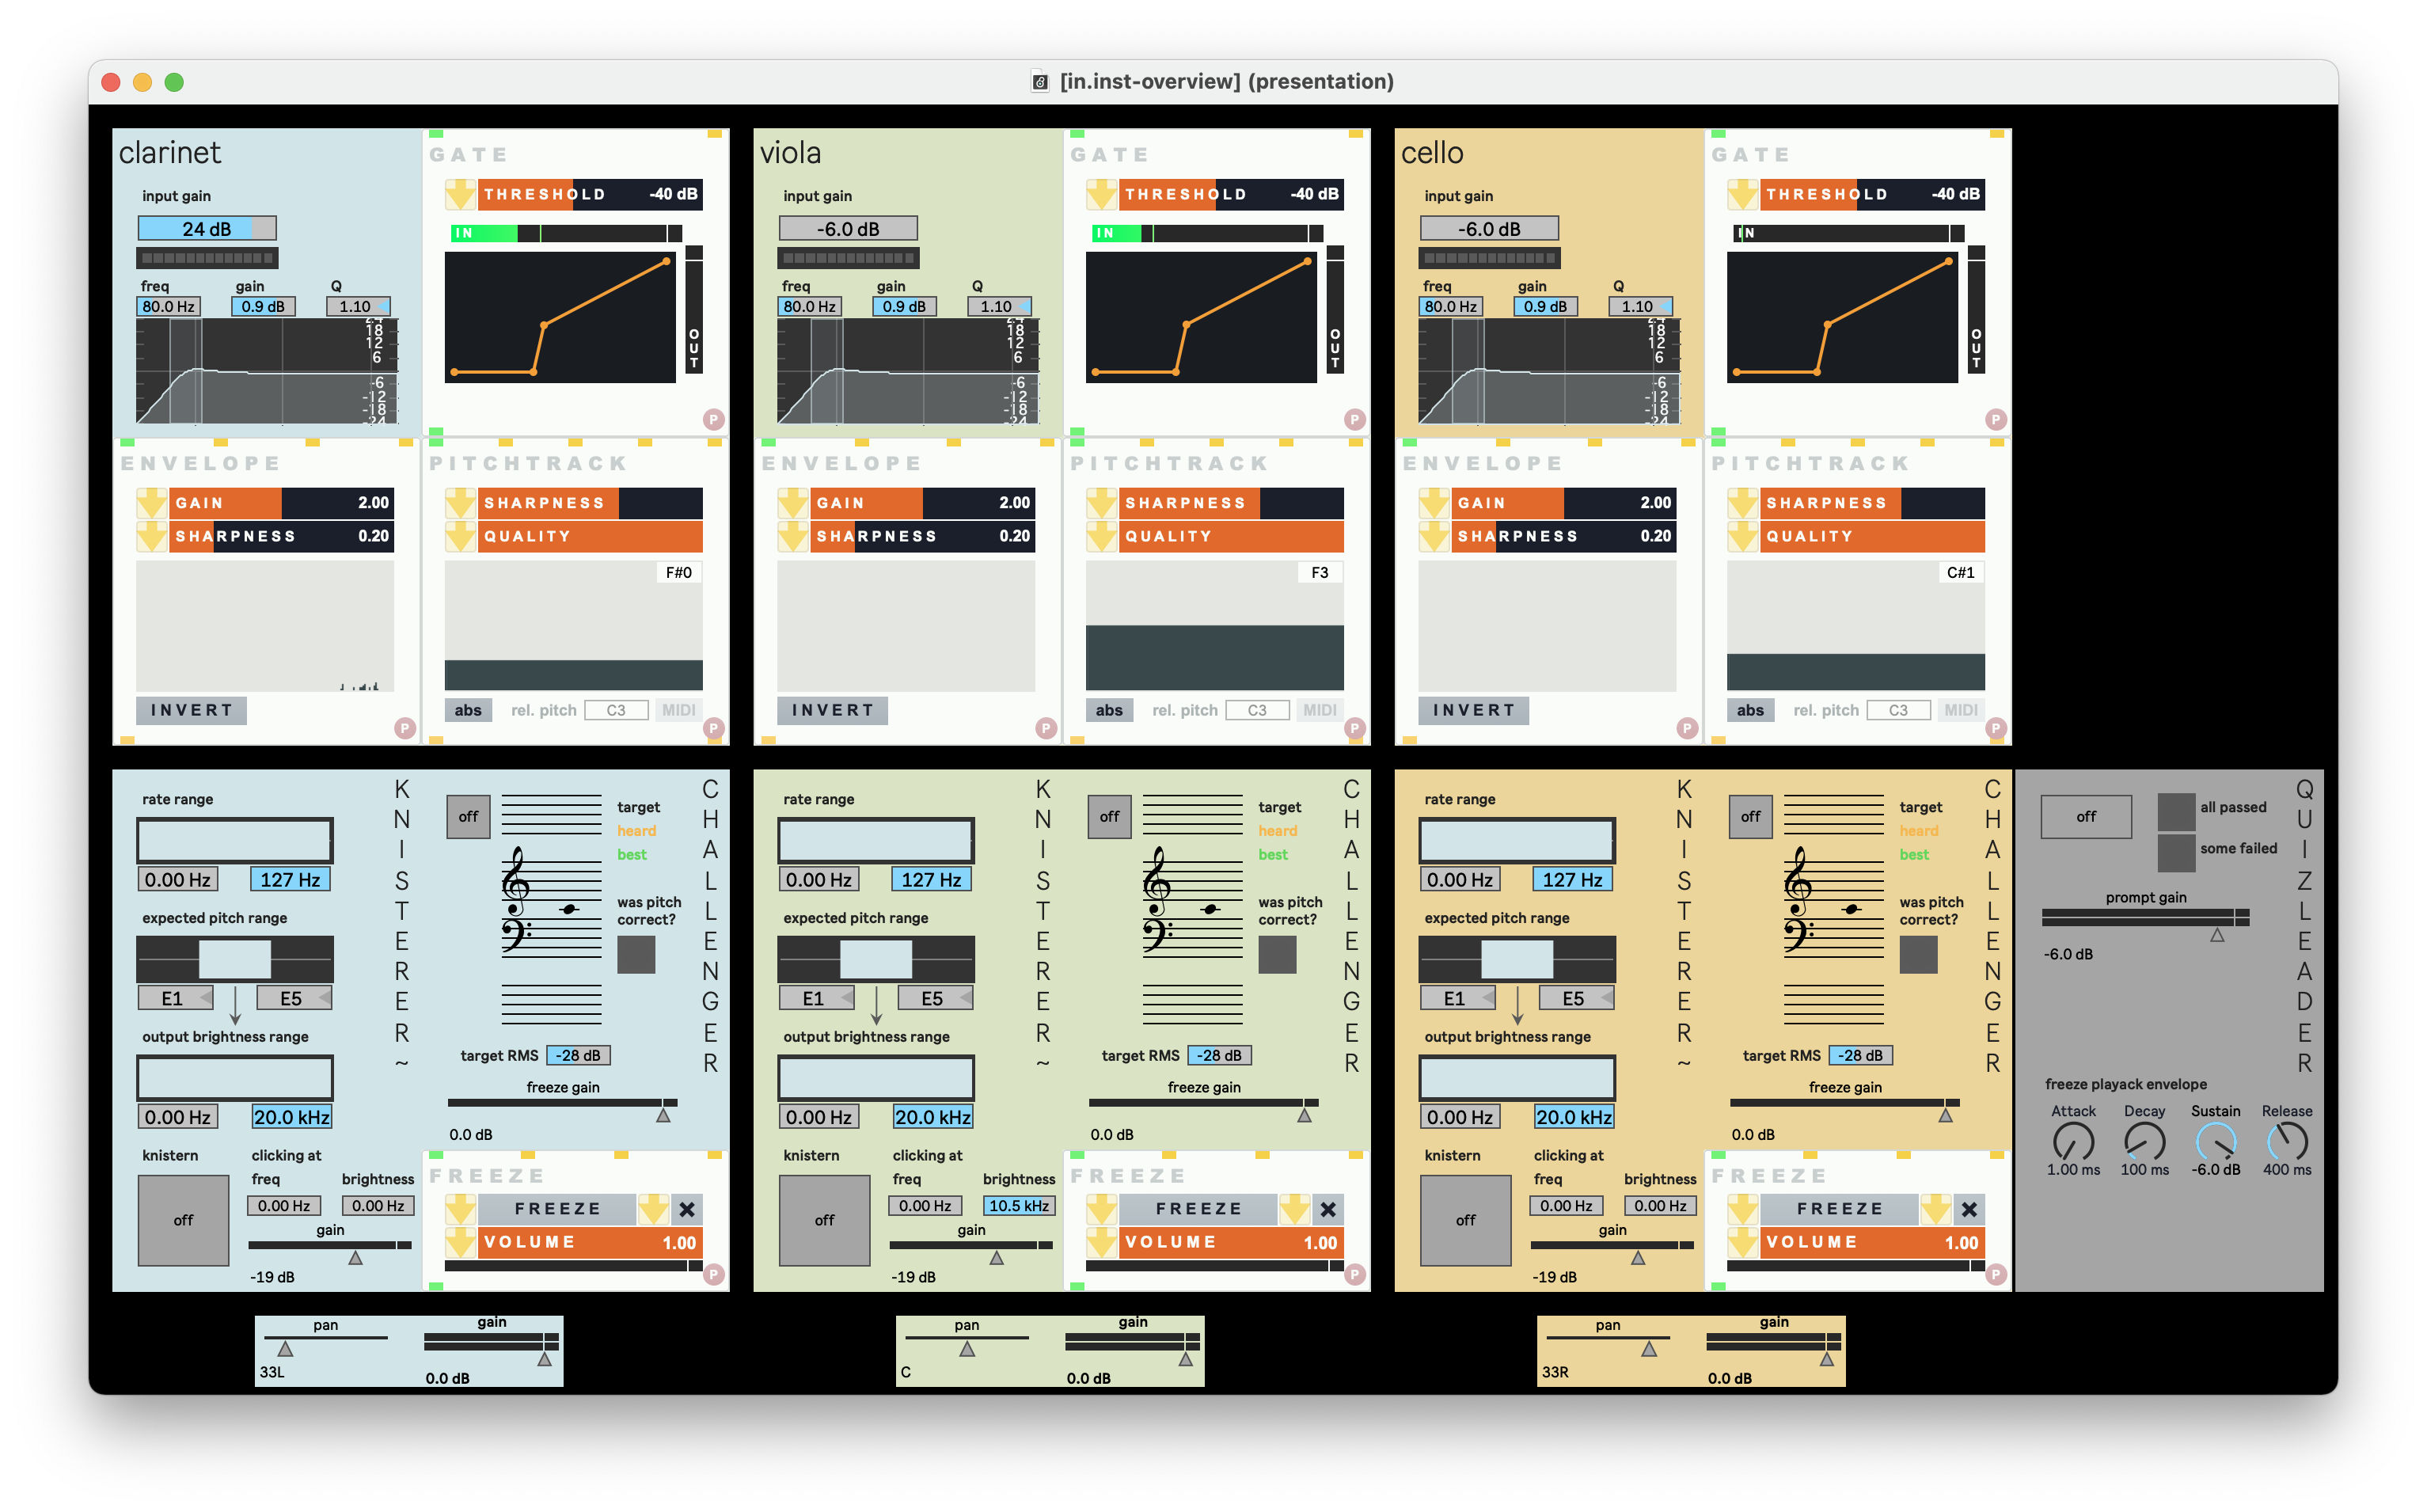 [in.inst-overview] (presentation)
clarinet
input gain
24 dB
freq gain Q
80.0 Hz 0.9 dB 1.10
24
18
12
6
-6
-12
-18
-24
GATE
THRESHOLD -40 dB
IN
OUT
P
ENVELOPE
GAIN 2.00
SHARPNESS 0.20
INVERT
P
PITCHTRACK
SHARPNESS
QUALITY
F#0
abs rel. pitch C3 MIDI
P
viola
input gain
-6.0 dB
freq gain Q
80.0 Hz 0.9 dB 1.10
24
18
12
6
-6
-12
-18
-24
GATE
THRESHOLD -40 dB
IN
OUT
P
ENVELOPE
GAIN 2.00
SHARPNESS 0.20
INVERT
P
PITCHTRACK
SHARPNESS
QUALITY
F3
abs rel. pitch C3 MIDI
P
cello
input gain
-6.0 dB
freq gain Q
80.0 Hz 0.9 dB 1.10
24
18
12
6
-6
-12
-18
-24
GATE
THRESHOLD -40 dB
IN
OUT
P
ENVELOPE
GAIN 2.00
SHARPNESS 0.20
INVERT
P
PITCHTRACK
SHARPNESS
QUALITY
C#1
abs rel. pitch C3 MIDI
P
KNISTERER~
rate range
0.00 Hz 127 Hz
expected pitch range
E1 E5
output brightness range
0.00 Hz 20.0 kHz
knistern
off
clicking at
freq brightness
0.00 Hz 0.00 Hz
gain
-19 dB
CHALLENGER
off
target
heard
best
was pitch
correct?
target RMS -28 dB
freeze gain
0.0 dB
FREEZE
FREEZE
VOLUME 1.00
P
KNISTERER~
rate range
0.00 Hz 127 Hz
expected pitch range
E1 E5
output brightness range
0.00 Hz 20.0 kHz
knistern
off
clicking at
freq brightness
0.00 Hz 10.5 kHz
gain
-19 dB
CHALLENGER
off
target
heard
best
was pitch
correct?
target RMS -28 dB
freeze gain
0.0 dB
FREEZE
FREEZE
VOLUME 1.00
P
KNISTERER~
rate range
0.00 Hz 127 Hz
expected pitch range
E1 E5
output brightness range
0.00 Hz 20.0 kHz
knistern
off
clicking at
freq brightness
0.00 Hz 0.00 Hz
gain
-19 dB
CHALLENGER
off
target
heard
best
was pitch
correct?
target RMS -28 dB
freeze gain
0.0 dB
FREEZE
FREEZE
VOLUME 1.00
P
QUIZLEADER
off
all passed
some failed
prompt gain
-6.0 dB
freeze playack envelope
Attack Decay Sustain Release
1.00 ms 100 ms -6.0 dB 400 ms
pan gain
33L 0.0 dB
pan gain
C 0.0 dB
pan gain
33R 0.0 dB